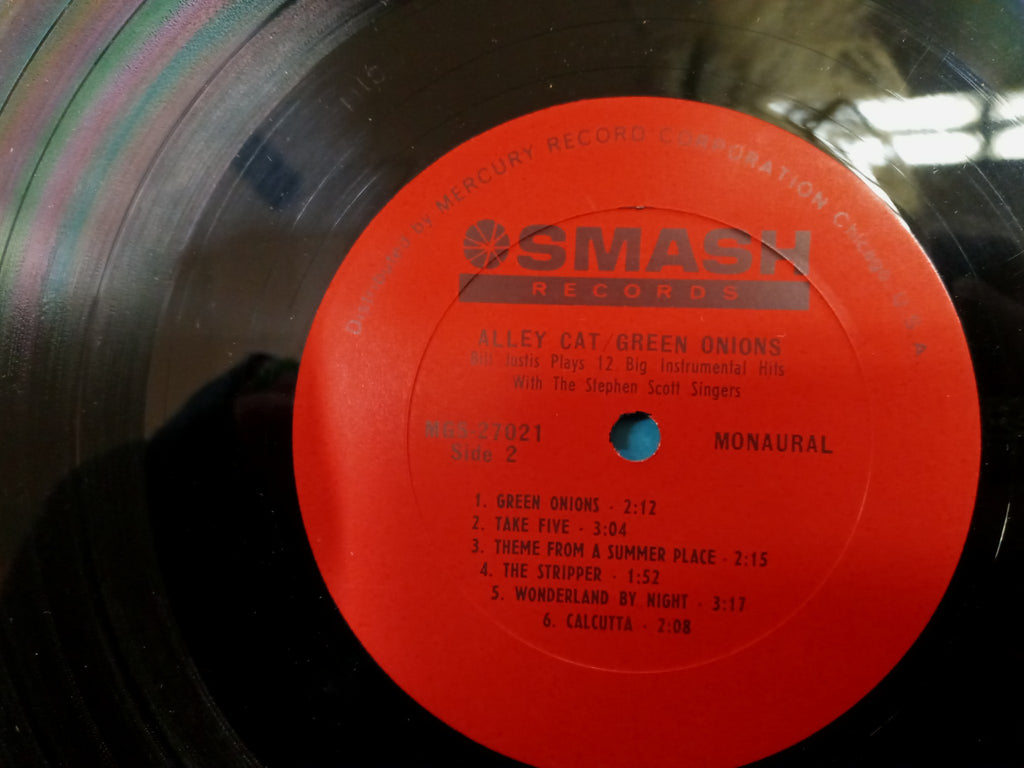 Distributed by MERCURY RECORD CORPORATION Chicago, U.S.A.
SMASH
RECORDS
ALLEY CAT/GREEN ONIONS
Bill Justis Plays 12 Big Instrumental Hits
With The Stephen Scott Singers
MGS-27021
Side 2
MONAURAL
1. GREEN ONIONS - 2:12
2. TAKE FIVE - 3:04
3. THEME FROM A SUMMER PLACE - 2:15
4. THE STRIPPER - 1:52
5. WONDERLAND BY NIGHT - 3:17
6. CALCUTTA - 2:08